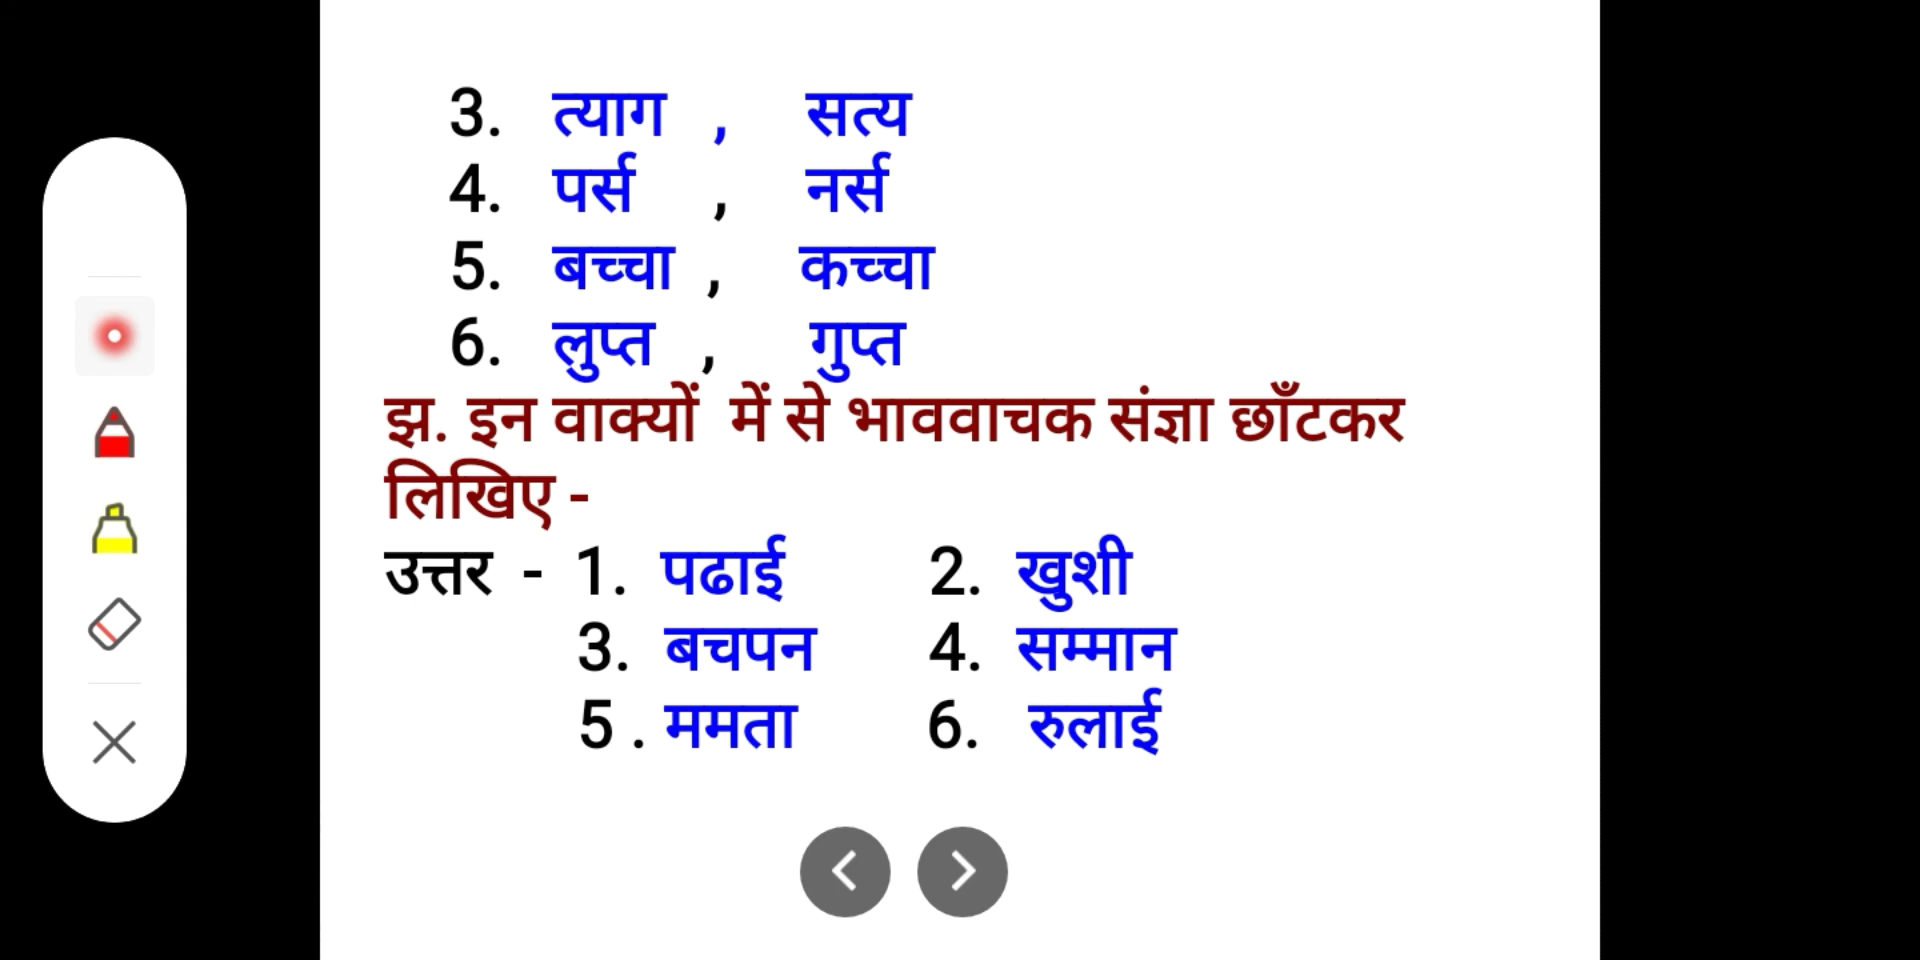 3. त्याग , सत्य
4. पर्स , नर्स
5. बच्चा , कच्चा
6. लुप्त , गुप्त
झ. इन वाक्यों में से भाववाचक संज्ञा छाँटकर
लिखिए -
उत्तर - 1. पढाई 2. खुशी
3. बचपन 4. सम्मान
5 . ममता 6. रुलाई